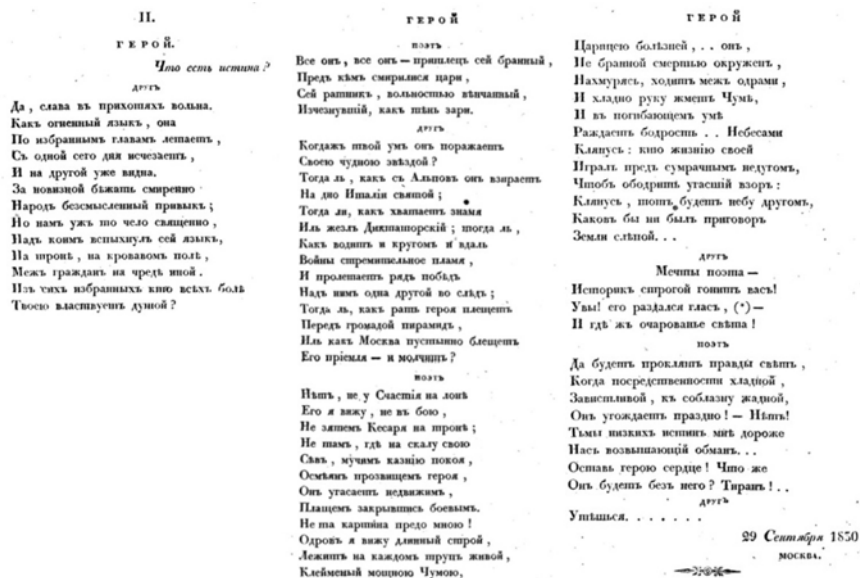 II.
ГЕРОЙ.
Что есть истина?
ДРУГЪ
Да, слава въ прихотяхъ вольна.
Какъ огненный языкъ, она
По избраннымъ главамъ летаетъ,
Съ одной сего дня исчезаетъ,
И на другой уже видна.
За новизной бѣжать смиренно
Народъ безсмысленный привыкъ;
Но намъ ужъ то чело священно,
Надъ коимъ вспыхнулъ сей языкъ,
На тронѣ, на кровавомъ полѣ,
Межъ гражданъ на чредѣ иной.
Изъ сихъ избранныхъ кто всѣхъ болѣ
Твоею властвуетъ душой?
ГЕРОЙ
ПОЭТЪ
Все онъ, все онъ — пришлецъ сей бранный,
Предъ кѣмъ смирилися цари,
Сей ратникъ, вольностью вѣнчанный,
Изчезнувшій, какъ тѣнь зари.
ДРУГЪ
Когдажъ твой умъ онъ поражаетъ
Своею чудною звѣздой?
Тогда ль, какъ съ Альповъ онъ взираетъ
На дно Италіи святой;
Тогда ли, какъ хватаетъ знамя
Иль жезлъ Диктаторскій; тогда ль,
Какъ водитъ и кругомъ и вдаль
Войны стремительное пламя,
И пролетаетъ рядъ побѣдъ
Надъ нимъ одна другой во слѣдъ;
Тогда ль, какъ рать героя плещетъ
Передъ громадой пирамидъ,
Иль какъ Москва пустынно блещетъ
Его пріемля — и молчитъ?
ПОЭТЪ
Нѣтъ, не у Счастія на лонѣ
Его я вижу, не въ бою,
Не зятемъ Кесаря на тронѣ;
Не тамъ, гдѣ на скалу свою
Сѣвъ, мучимъ казнію покоя,
Осмѣянъ прозвищемъ героя,
Онъ угасаетъ недвижимъ,
Плащемъ закрывшись боевымъ.
Не та картина предо мною!
Одровъ я вижу длинный строй,
Лежитъ на каждомъ трупъ живой,
Клейменый мощною Чумою,
ГЕРОЙ
Царицею болѣзней, . . онъ,
Не бранной смертью окруженъ,
Нахмурясь, ходитъ межъ одрами,
И хладно руку жметъ Чумѣ,
И въ погибающемъ умѣ
Раждаетъ бодрость . . Небесами
Клянусь: кто жизнію своей
Игралъ предъ сумрачнымъ недугомъ,
Чтобъ ободрить угасшій взоръ:
Клянусь, тотъ будетъ небу другомъ,
Каковъ бы ни былъ приговоръ
Земли слѣпой. . .
ДРУГЪ
Мечты поэта —
Историкъ строгой гонитъ васъ!
Увы! его раздался гласъ, (*) —
И гдѣ жъ очарованье свѣта!
ПОЭТЪ
Да будетъ проклятъ правды свѣтъ,
Когда посредственности хладной,
Завистливой, къ соблазну жадной,
Онъ угождаетъ праздно! — Нѣтъ!
Тьмы низкихъ истинъ мнѣ дороже
Насъ возвышающій обманъ. . .
Оставь герою сердце! Что же
Онъ будетъ безъ него? Тиранъ! . .
ДРУГЪ
Утѣшься. . . . . . .
29 Сентября 1830
МОСКВА.